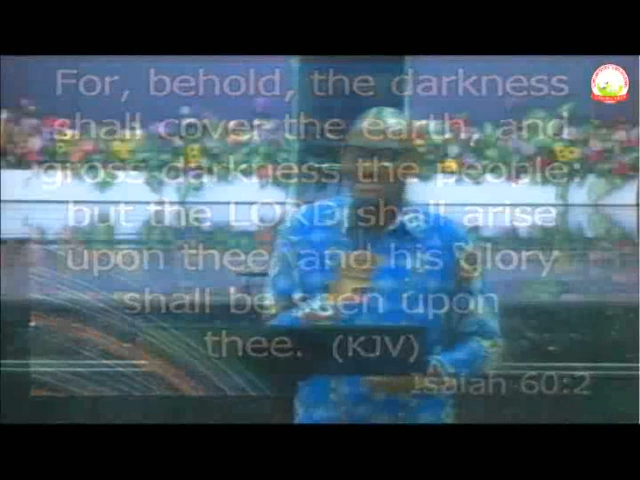 For, behold, the darkness
shall cover the earth, and
gross darkness the people:
but the LORD shall arise
upon thee, and his glory
shall be seen upon
thee. (KJV)
Isaiah 60:2